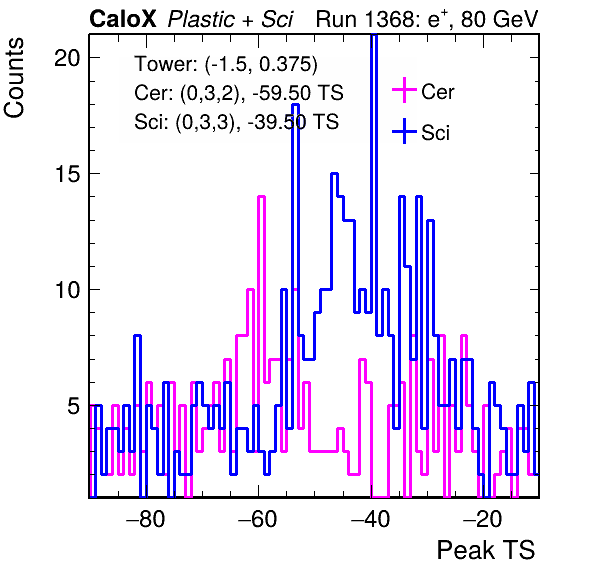 CaloX Plastic + Sci Run 1368: e+, 80 GeV
Counts
Tower: (-1.5, 0.375)
Cer: (0,3,2), -59.50 TS
Sci: (0,3,3), -39.50 TS
Cer
Sci
20
15
10
5
−80 −60 −40 −20
Peak TS